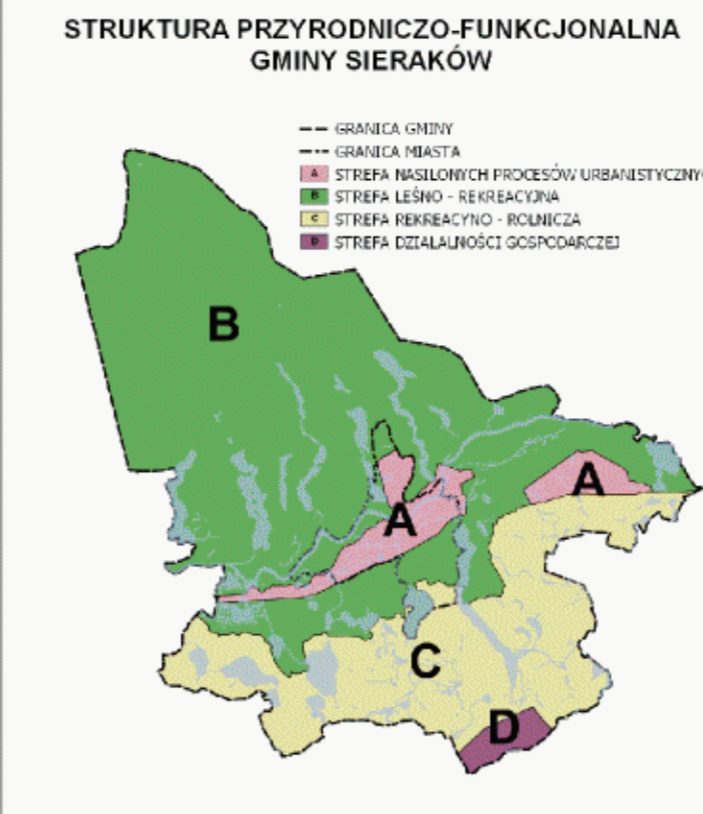 STRUKTURA PRZYRODNICZO-FUNKCJONALNA
GMINY SIERAKÓW
GRANICA GMINY
GRANICA MIASTA
A STREFA NASILONYCH PROCESÓW URBANISTYCZNY
B STREFA LEŚNO - REKREACYJNA
C STREFA REKREACYNO - ROLNICZA
D STREFA DZIALALNOŚCI GOSPODARCZEJ
B
A
A
C
D